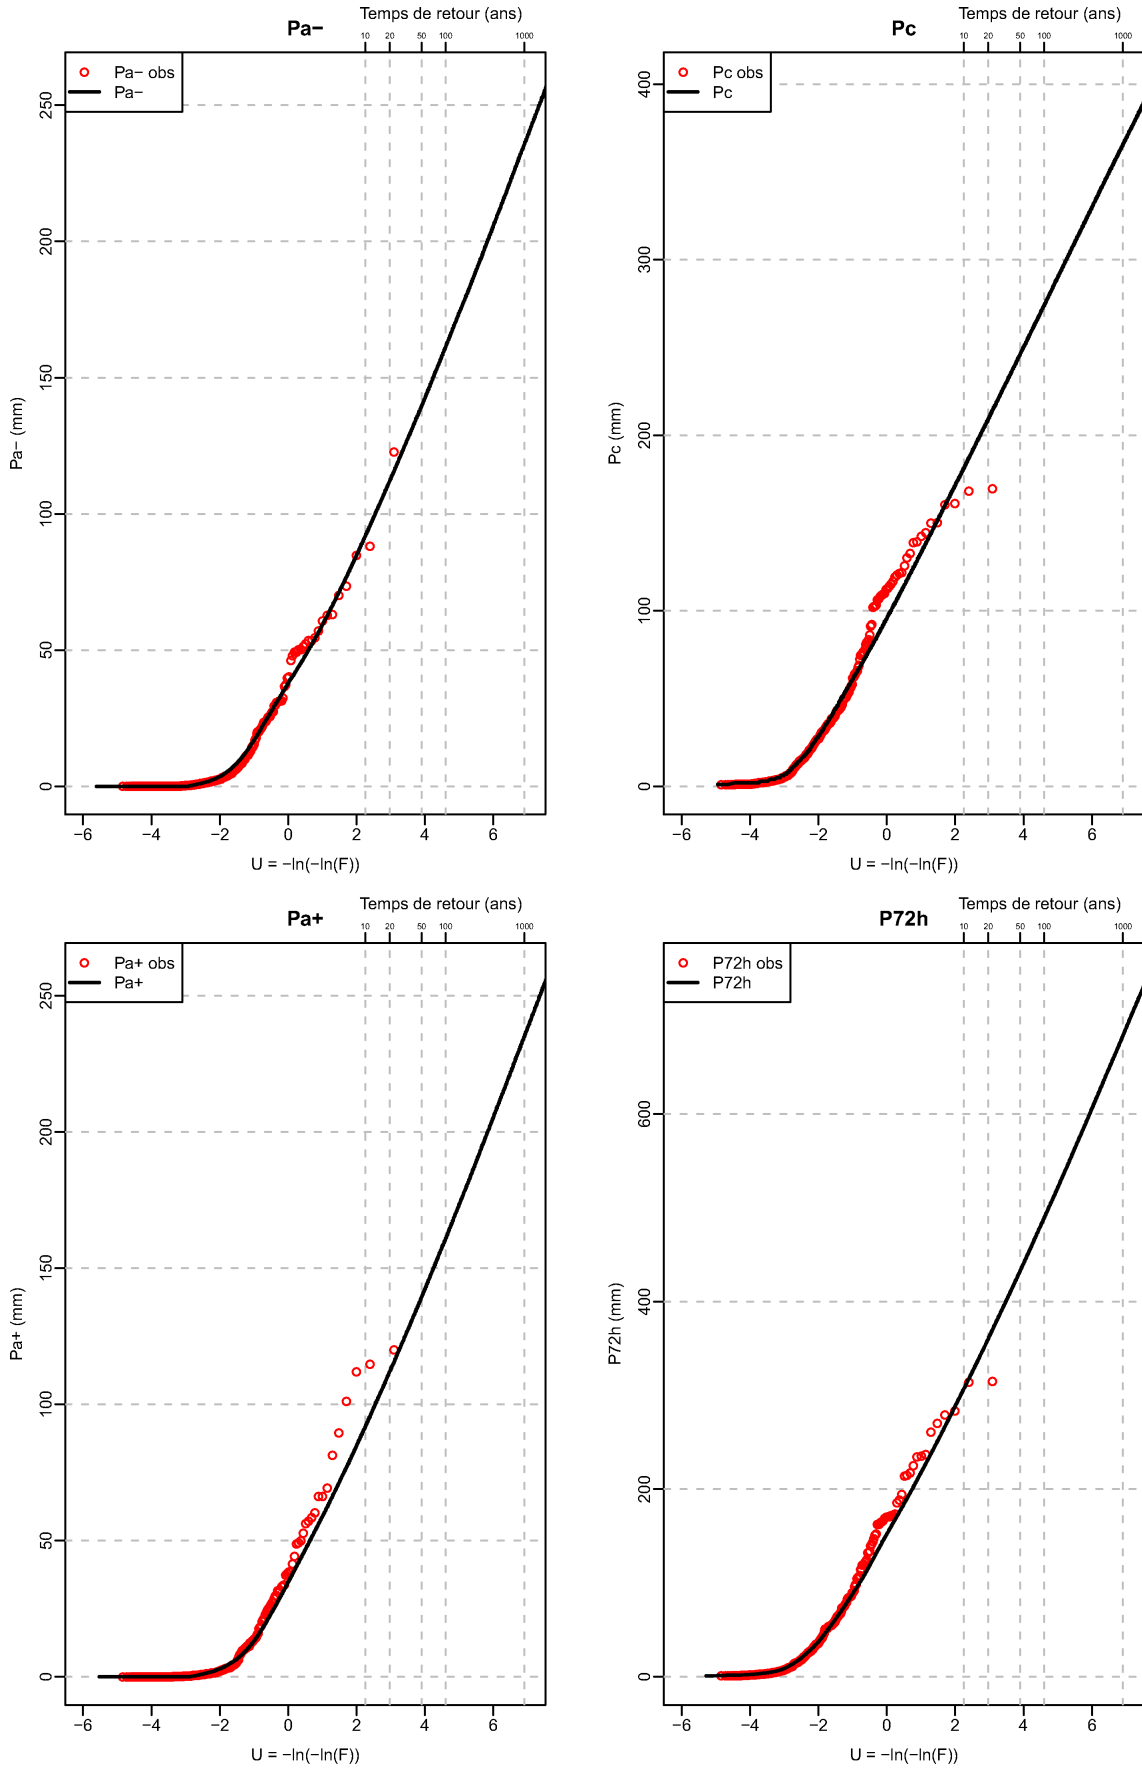 Temps de retour (ans)
Pa−
10 20 50 100 1000
Pa− obs
Pa−
250
200
150
100
50
0
Pa− (mm)
−6 −4 −2 0 2 4 6
U = −ln(−ln(F))
Temps de retour (ans)
Pc
10 20 50 100 1000
Pc obs
Pc
400
300
200
100
0
Pc (mm)
−6 −4 −2 0 2 4 6
U = −ln(−ln(F))
Temps de retour (ans)
Pa+
10 20 50 100 1000
Pa+ obs
Pa+
250
200
150
100
50
0
Pa+ (mm)
−6 −4 −2 0 2 4 6
U = −ln(−ln(F))
Temps de retour (ans)
P72h
10 20 50 100 1000
P72h obs
P72h
600
400
200
0
P72h (mm)
−6 −4 −2 0 2 4 6
U = −ln(−ln(F))